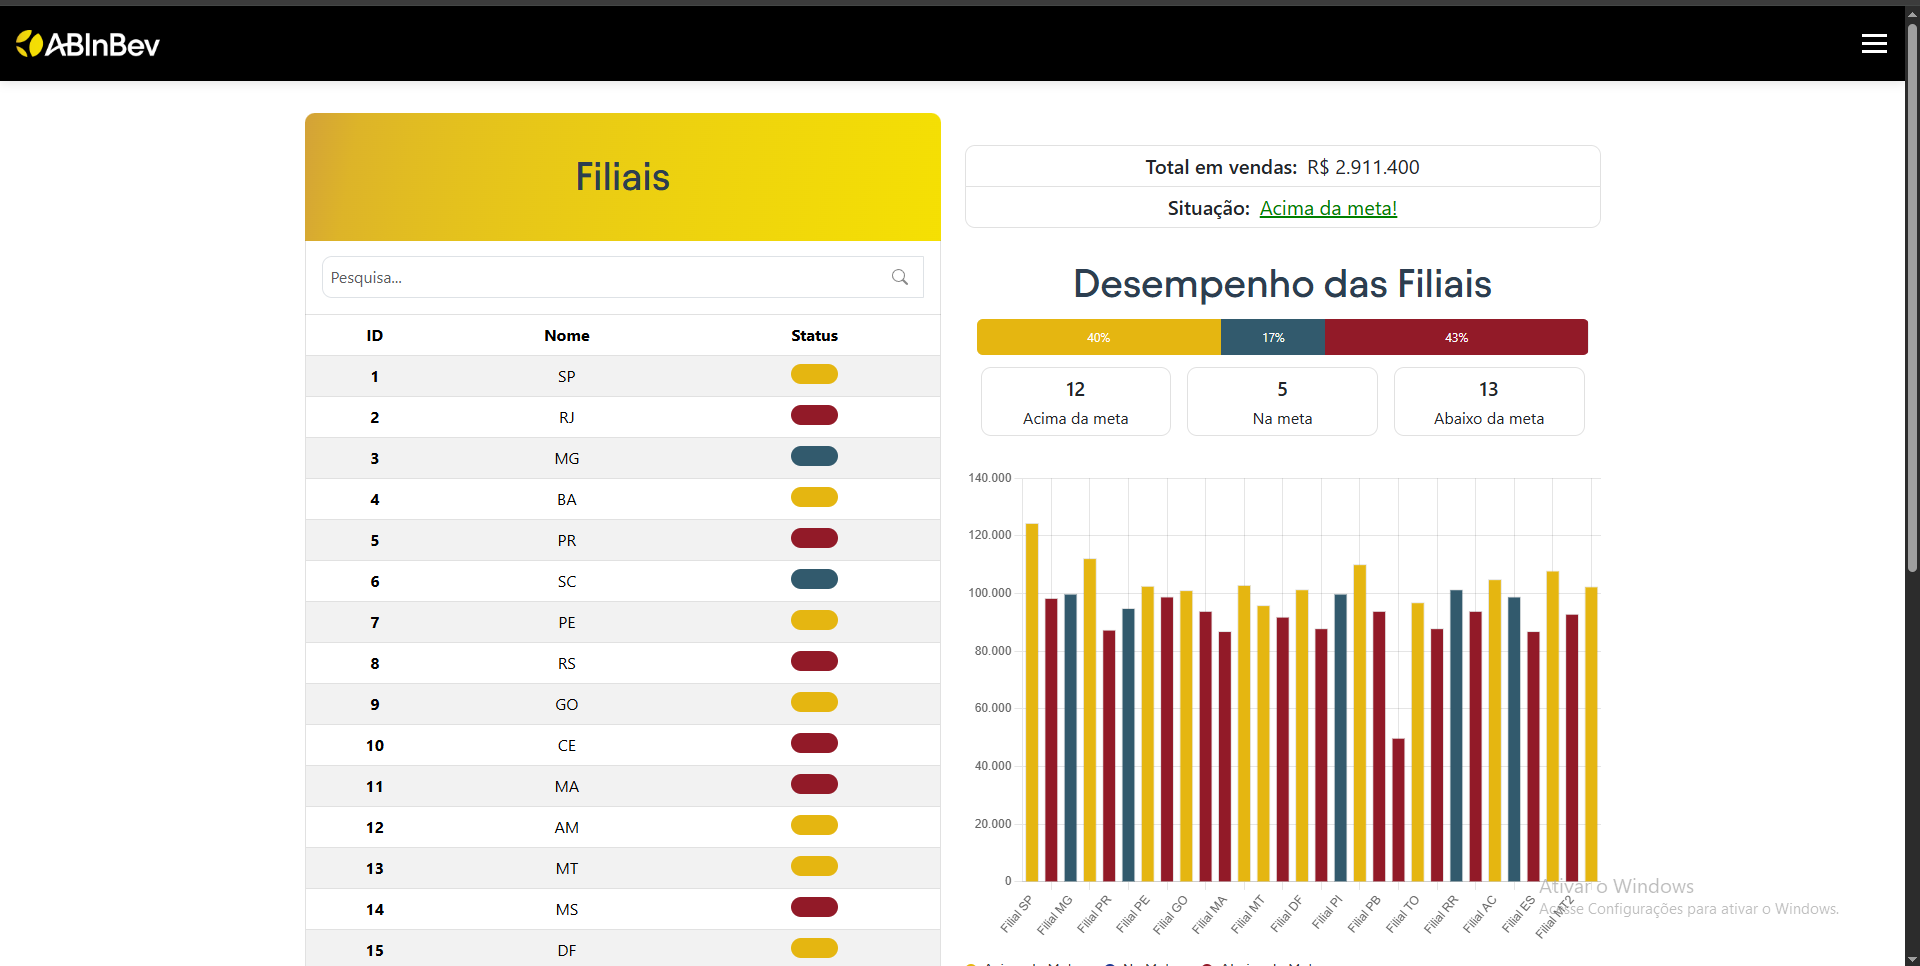 ABInBev
Filiais
Pesquisa...
ID Nome Status
1 SP
2 RJ
3 MG
4 BA
5 PR
6 SC
7 PE
8 RS
9 GO
10 CE
11 MA
12 AM
13 MT
14 MS
15 DF
Total em vendas: R$ 2.911.400
Situação: Acima da meta!
Desempenho das Filiais
40% 17% 43%
12 5 13
Acima da meta Na meta Abaixo da meta
140.000
120.000
100.000
80.000
60.000
40.000
20.000
0
Filial SP Filial MG Filial PR Filial PE Filial GO Filial MA Filial MT Filial DF Filial PI Filial PB Filial TO Filial RR Filial AC Filial ES Filial MT2
Ativar o Windows
Acesse Configurações para ativar o Windows.